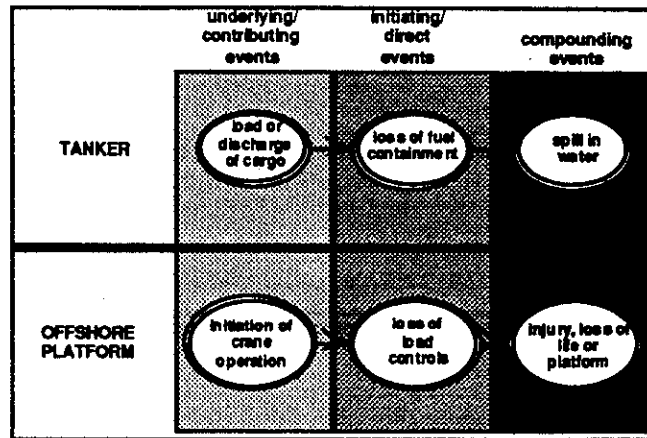 underlying/
contributing
events
initiating/
direct
events
compounding
events
TANKER
load or
discharge
of cargo
loss of fuel
containment
spill in
water
OFFSHORE
PLATFORM
initiation of
crane
operation
loss of
load
controls
injury, loss of
life or
platform